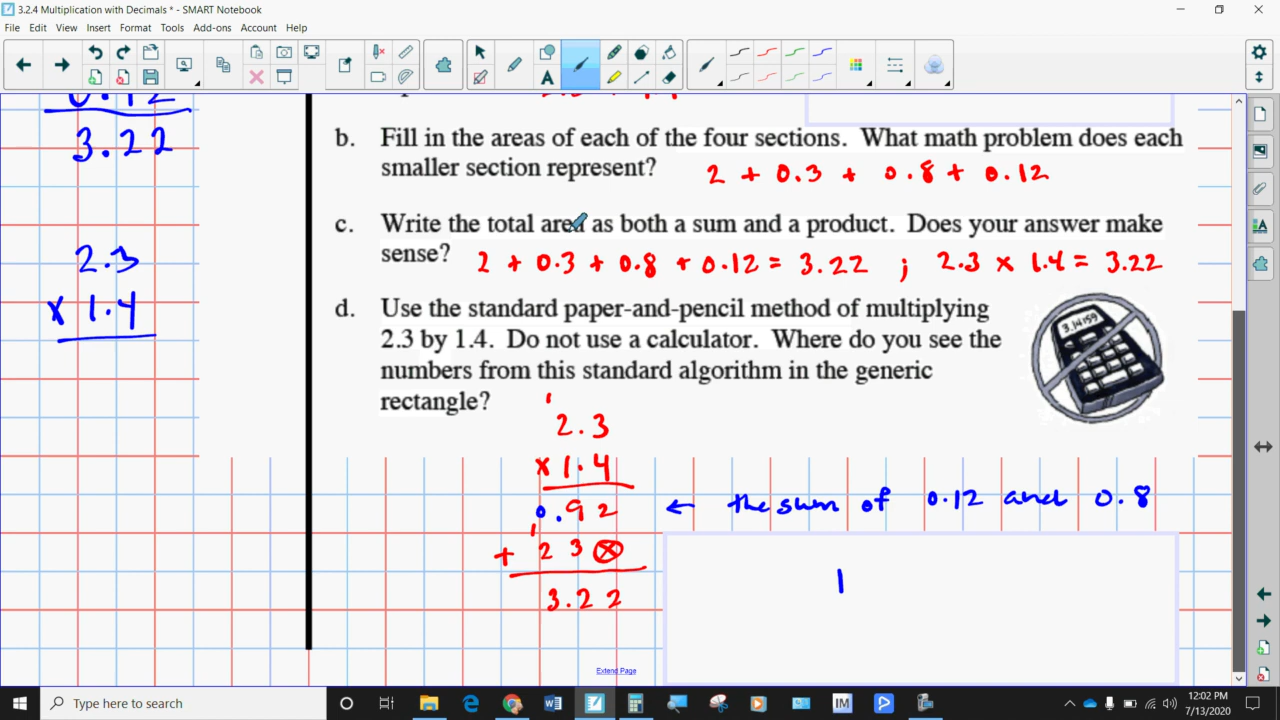 3.2.4 Multiplication with Decimals * - SMART Notebook
File Edit View Insert Format Tools Add-ons Account Help
3.22
b. Fill in the areas of each of the four sections. What math problem does each
smaller section represent? 2 + 0.3 + 0.8 + 0.12
c. Write the total area as both a sum and a product. Does your answer make
sense? 2 + 0.3 + 0.8 + 0.12 = 3.22 ; 2.3 x 1.4 = 3.22
2.3
x 1.4
d. Use the standard paper-and-pencil method of multiplying
2.3 by 1.4. Do not use a calculator. Where do you see the
numbers from this standard algorithm in the generic
rectangle?
3.14159
1
2.3
x 1.4
0.92 ← the sum of 0.12 and 0.8
1
+ 23⊗
3.22
Extend Page
Type here to search
IM
12:02 PM
7/13/2020